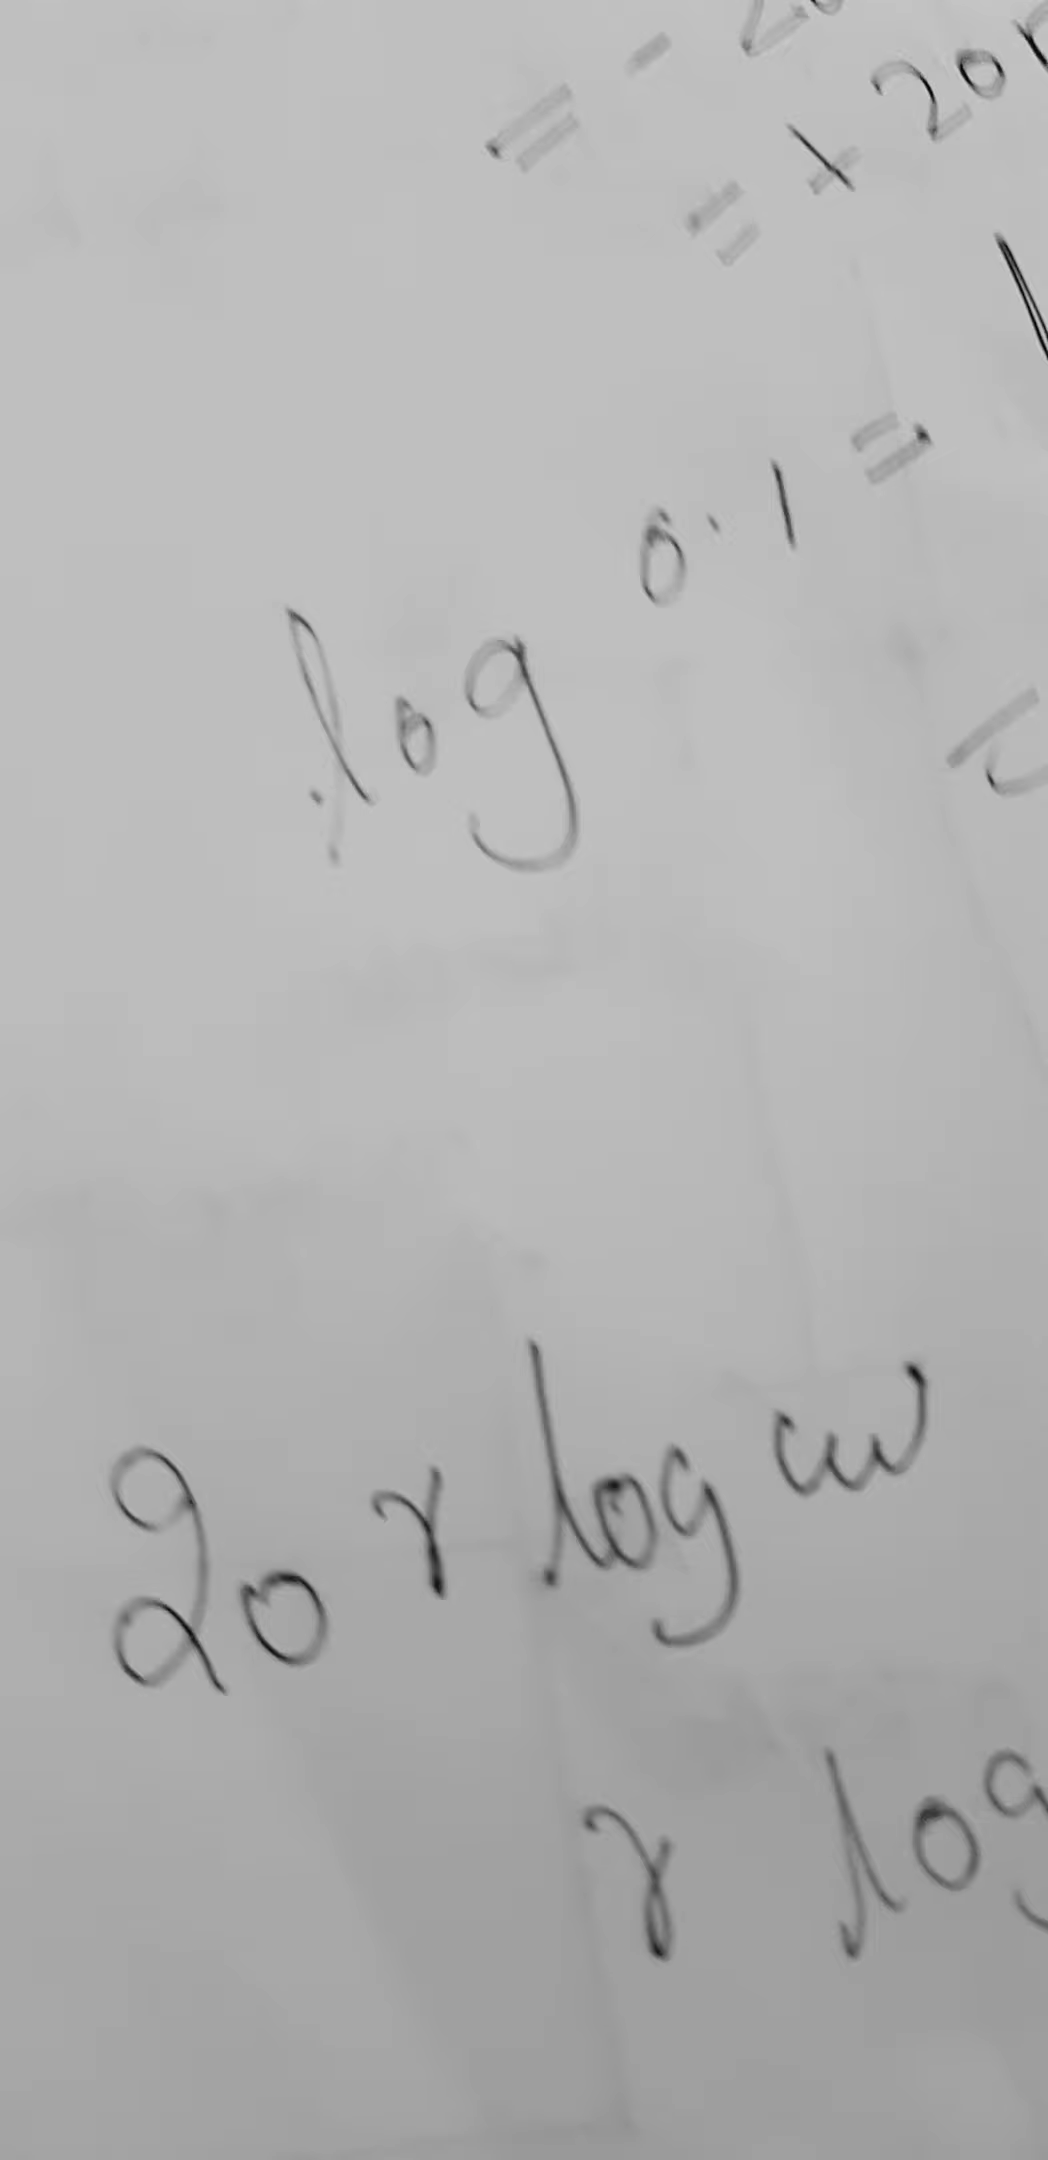 = -
= + 20
log 0.1 =
20 r log ω
r log